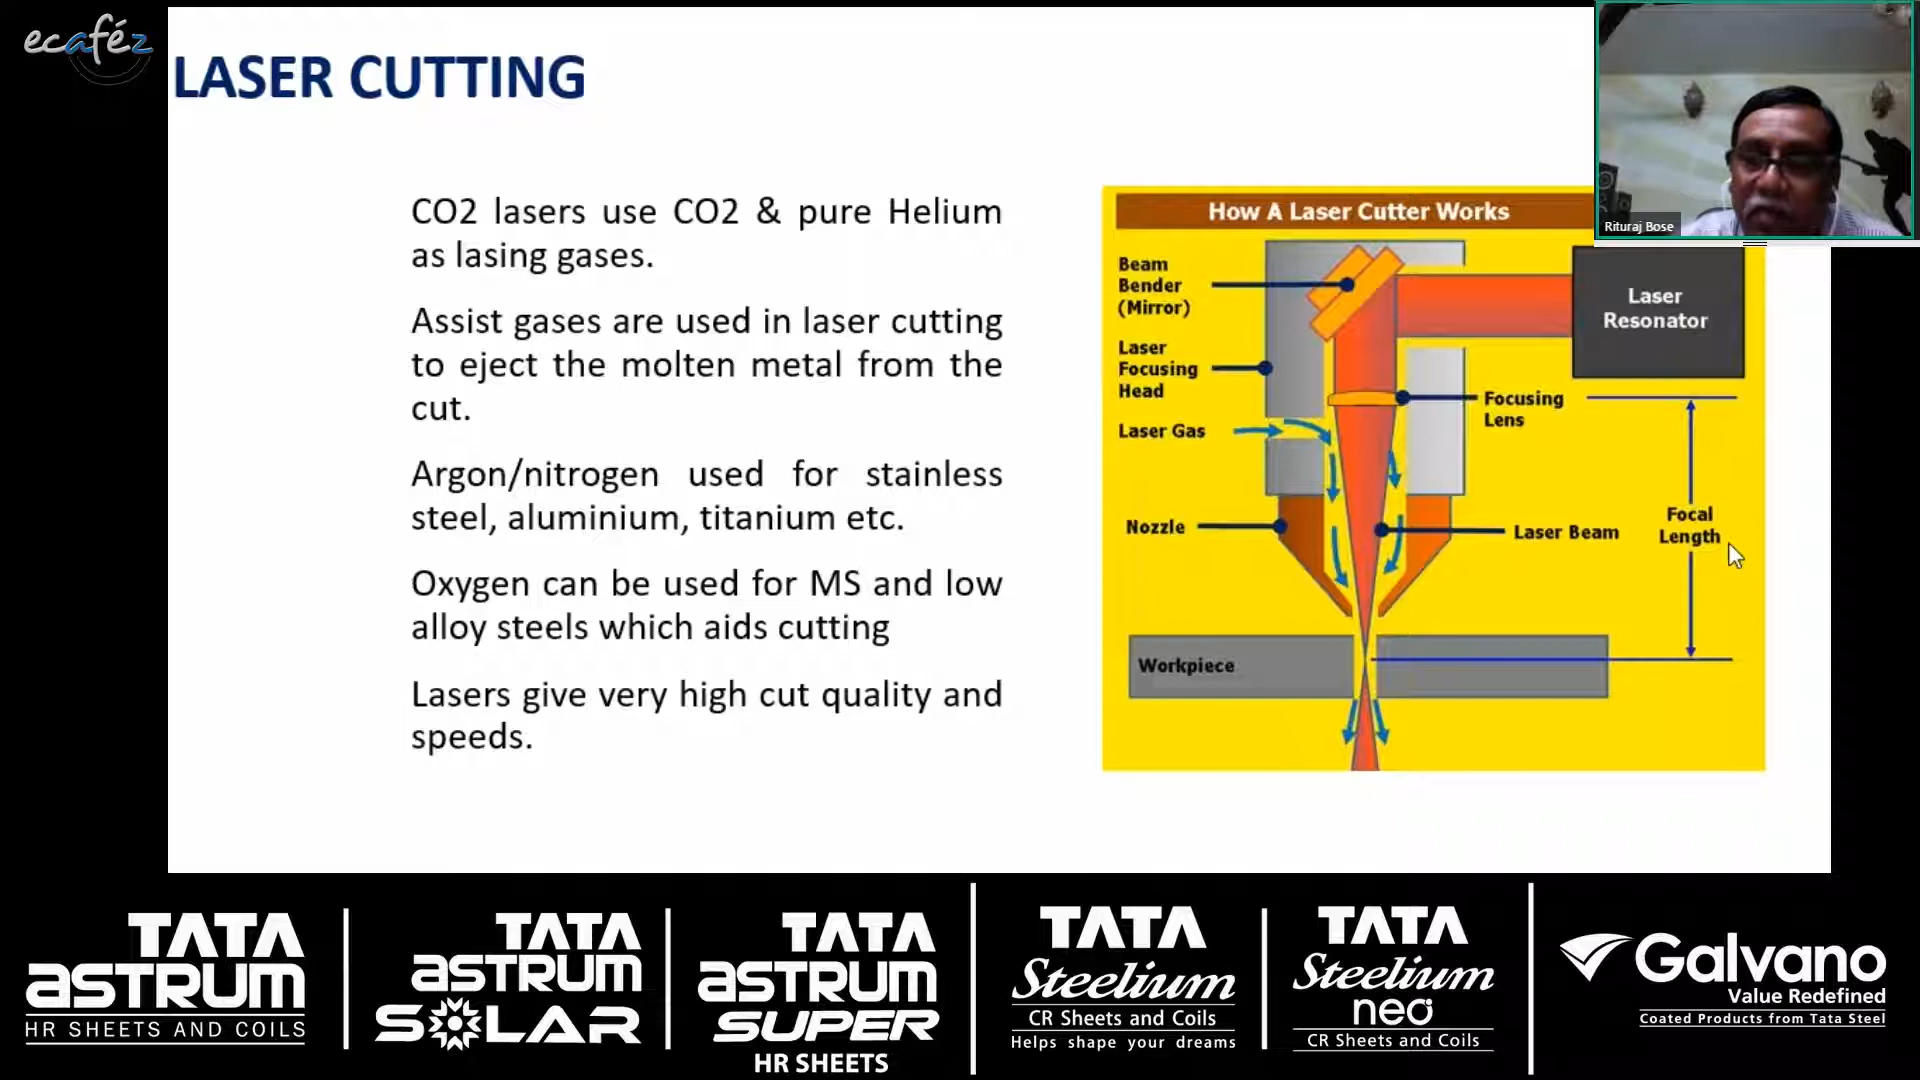 ecaféz
LASER CUTTING
CO2 lasers use CO2 & pure Helium
as lasing gases.
Assist gases are used in laser cutting
to eject the molten metal from the
cut.
Argon/nitrogen used for stainless
steel, aluminium, titanium etc.
Oxygen can be used for MS and low
alloy steels which aids cutting
Lasers give very high cut quality and
speeds.
How A Laser Cutter Works
Beam
Bender
(Mirror)
Laser
Resonator
Laser
Focusing
Head
Focusing
Lens
Laser Gas
Nozzle
Laser Beam
Focal
Length
Workpiece
Rituraj Bose
TATA
ASTRUM
HR SHEETS AND COILS
TATA
ASTRUM
SOLAR
TATA
ASTRUM
SUPER
HR SHEETS
TATA
Steelium
CR Sheets and Coils
Helps shape your dreams
TATA
Steelium
neo
CR Sheets and Coils
Galvano
Value Redefined
Coated Products from Tata Steel